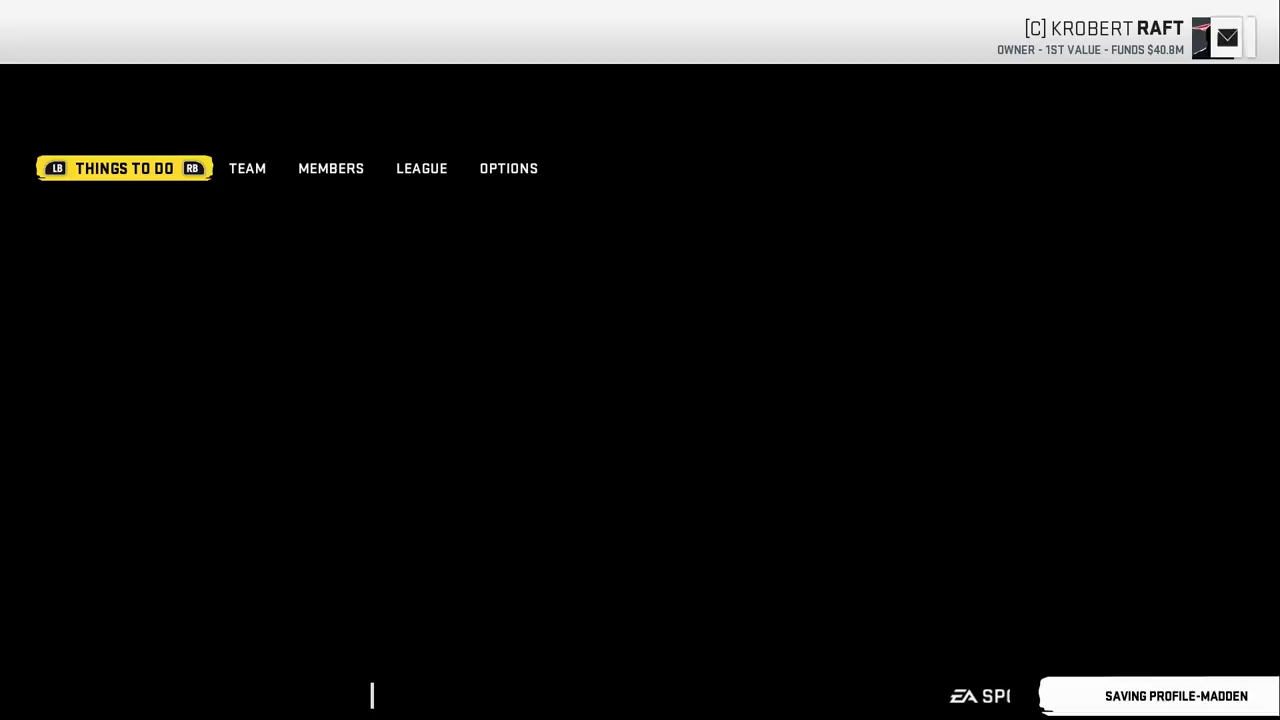 [C] KROBERT RAFT
OWNER - 1ST VALUE - FUNDS $40.8M
LB THINGS TO DO RB TEAM MEMBERS LEAGUE OPTIONS
EA
SAVING PROFILE-MADDEN